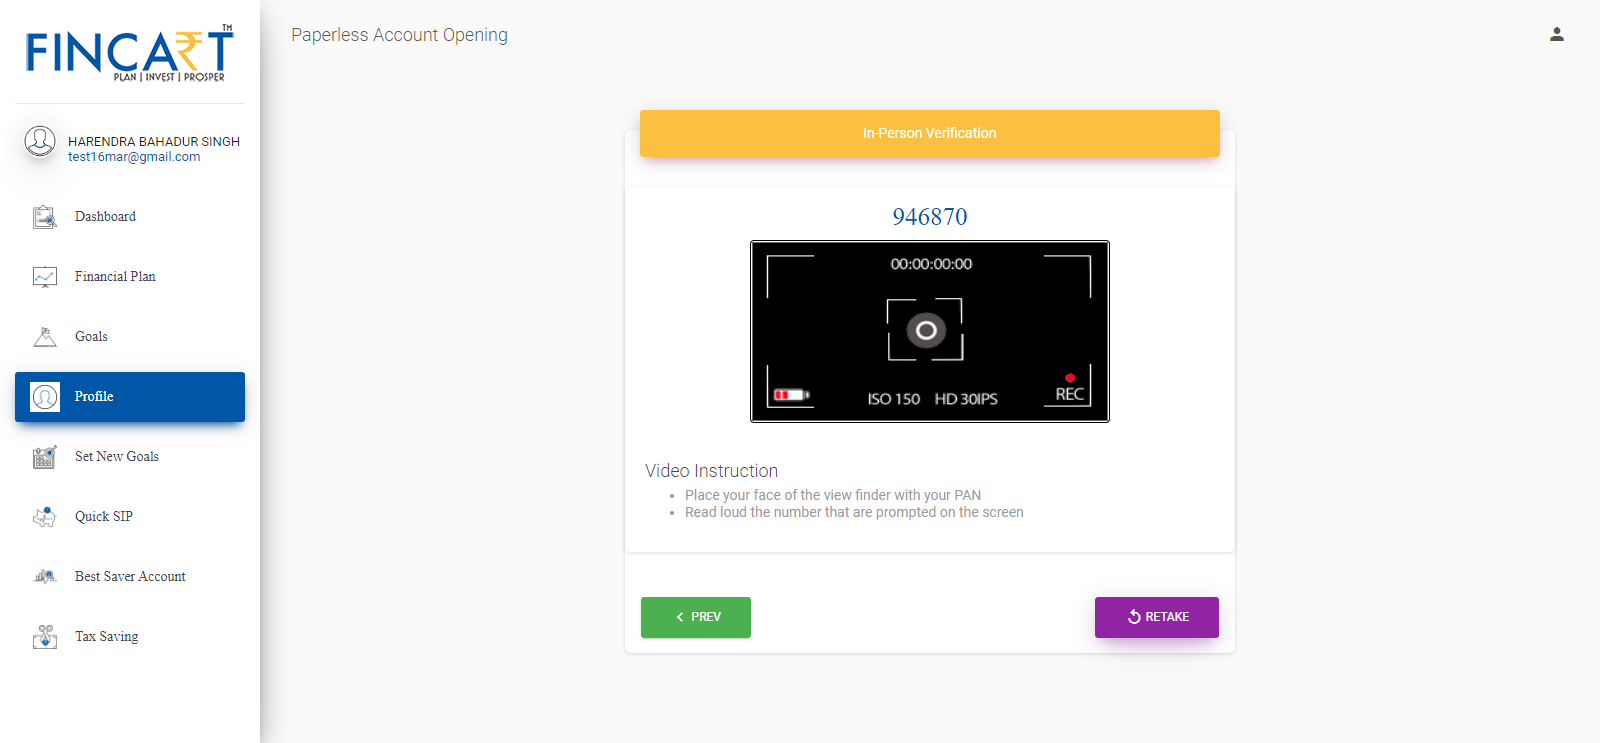 FINCART™
PLAN | INVEST | PROSPER
HARENDRA BAHADUR SINGH
test16mar@gmail.com
Dashboard
Financial Plan
Goals
Profile
Set New Goals
Quick SIP
Best Saver Account
Tax Saving
Paperless Account Opening
In-Person Verification
946870
00:00:00:00
ISO 150 HD 30IPS
REC
Video Instruction
Place your face of the view finder with your PAN
Read loud the number that are prompted on the screen
PREV
RETAKE